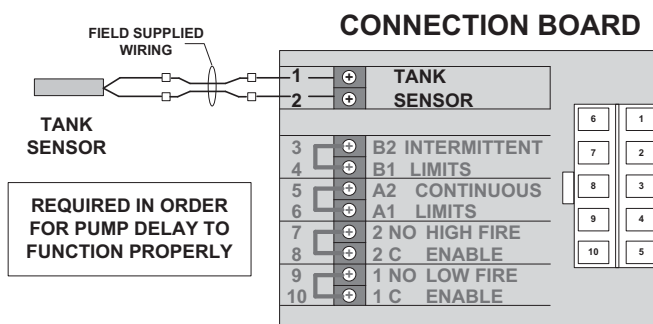 CONNECTION BOARD
FIELD SUPPLIED
WIRING
1 TANK
2 SENSOR
TANK
SENSOR
3 B2 INTERMITTENT
4 B1 LIMITS
5 A2 CONTINUOUS
6 A1 LIMITS
7 2 NO HIGH FIRE
8 2 C ENABLE
9 1 NO LOW FIRE
10 1 C ENABLE
REQUIRED IN ORDER
FOR PUMP DELAY TO
FUNCTION PROPERLY
6 1
7 2
8 3
9 4
10 5